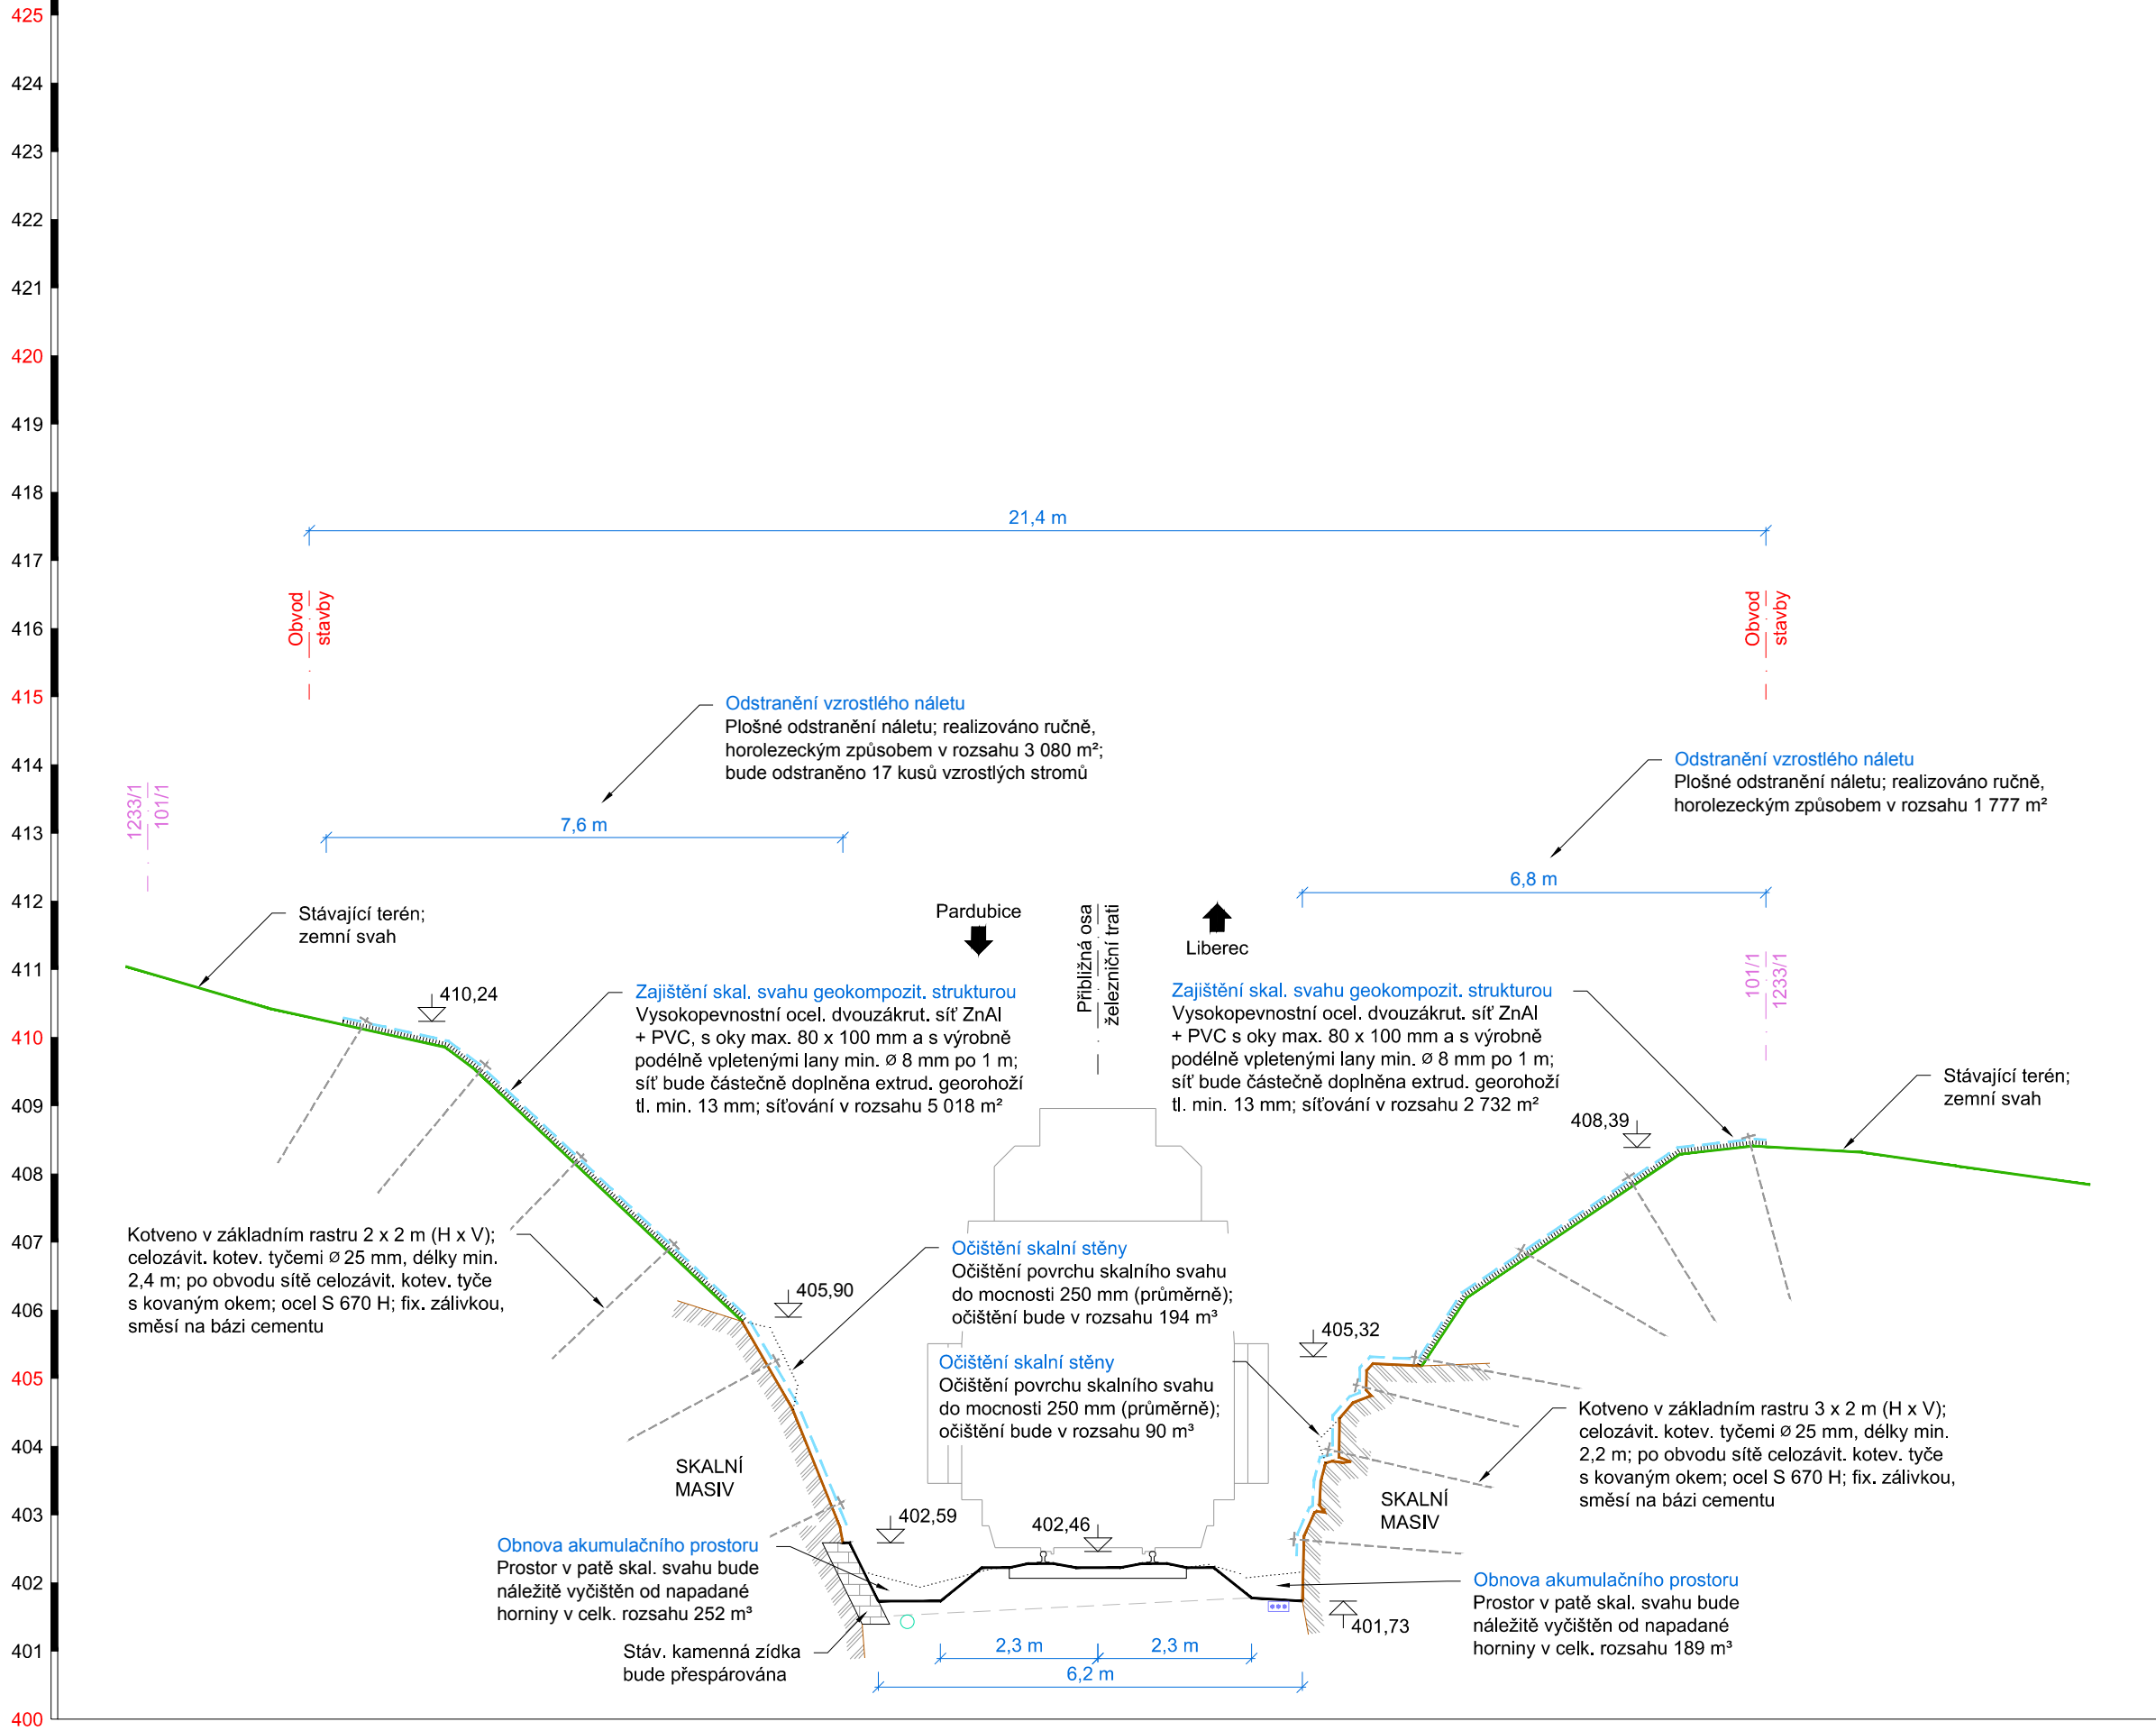 425
424
423
422
421
420
419
418
417
416
415
414
413
412
411
410
409
408
407
406
405
404
403
402
401
400
21,4 m
Obvod
stavby
Obvod
stavby
Odstranění vzrostlého náletu
Plošné odstranění náletu; realizováno ručně,
horolezeckým způsobem v rozsahu 3 080 m²;
bude odstraněno 17 kusů vzrostlých stromů
Odstranění vzrostlého náletu
Plošné odstranění náletu; realizováno ručně,
horolezeckým způsobem v rozsahu 1 777 m²
1233/1
101/1
7,6 m
6,8 m
Stávající terén;
zemní svah
Pardubice
Přibližná osa
železniční trati
Liberec
101/1
1233/1
410,24
Zajištění skal. svahu geokompozit. strukturou
Vysokopevnostní ocel. dvouzákrut. síť ZnAl
+ PVC, s oky max. 80 x 100 mm a s výrobně
podélně vpletenými lany min. Ø 8 mm po 1 m;
síť bude částečně doplněna extrud. georohoží
tl. min. 13 mm; síťování v rozsahu 5 018 m²
Zajištění skal. svahu geokompozit. strukturou
Vysokopevnostní ocel. dvouzákrut. síť ZnAl
+ PVC s oky max. 80 x 100 mm a s výrobně
podélně vpletenými lany min. Ø 8 mm po 1 m;
síť bude částečně doplněna extrud. georohoží
tl. min. 13 mm; síťování v rozsahu 2 732 m²
Stávající terén;
zemní svah
408,39
Kotveno v základním rastru 2 x 2 m (H x V);
celozávit. kotev. tyčemi Ø 25 mm, délky min.
2,4 m; po obvodu sítě celozávit. kotev. tyče
s kovaným okem; ocel S 670 H; fix. zálivkou,
směsí na bázi cementu
405,90
Očištění skalní stěny
Očištění povrchu skalního svahu
do mocnosti 250 mm (průměrně);
očištění bude v rozsahu 194 m³
405,32
Očištění skalní stěny
Očištění povrchu skalního svahu
do mocnosti 250 mm (průměrně);
očištění bude v rozsahu 90 m³
Kotveno v základním rastru 3 x 2 m (H x V);
celozávit. kotev. tyčemi Ø 25 mm, délky min.
2,2 m; po obvodu sítě celozávit. kotev. tyče
s kovaným okem; ocel S 670 H; fix. zálivkou,
směsí na bázi cementu
SKALNÍ
MASIV
SKALNÍ
MASIV
402,59
402,46
Obnova akumulačního prostoru
Prostor v patě skal. svahu bude
náležitě vyčištěn od napadané
horniny v celk. rozsahu 252 m³
Obnova akumulačního prostoru
Prostor v patě skal. svahu bude
náležitě vyčištěn od napadané
horniny v celk. rozsahu 189 m³
401,73
Stáv. kamenná zídka
bude přespárována
2,3 m
2,3 m
6,2 m